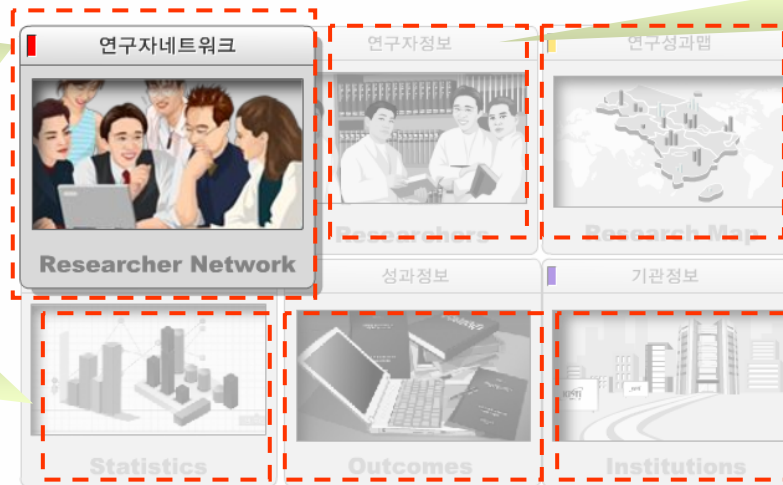 연구자네트워크
연구자정보
연구성과맵
Researcher Network
Researchers
Research Map
성과정보
기관정보
Statistics
Outcomes
Institutions